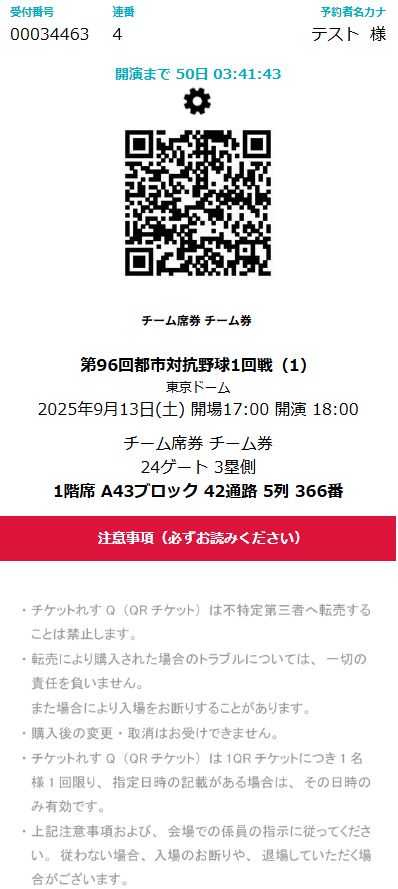 受付番号 連番 予約者名カナ
00034463 4 テスト 様
開演まで 50日 03:41:43
チーム席券 チーム券
第96回都市対抗野球1回戦（1）
東京ドーム
2025年9月13日(土) 開場17:00 開演 18:00
チーム席券 チーム券
24ゲート 3塁側
1階席 A43ブロック 42通路 5列 366番
注意事項（必ずお読みください）
・チケットれすQ（QRチケット）は不特定第三者へ転売する
ことは禁止します。
・転売により購入された場合のトラブルについては、一切の
責任を負いません。
また場合により入場をお断りすることがあります。
・購入後の変更・取消はお受けできません。
・チケットれすQ（QRチケット）は1QRチケットにつき1名
様1回限り、指定日時の記載がある場合は、その日時の
み有効です。
・上記注意事項および、会場での係員の指示に従ってくださ
い。従わない場合、入場のお断りや、退場していただく場
合がございます。